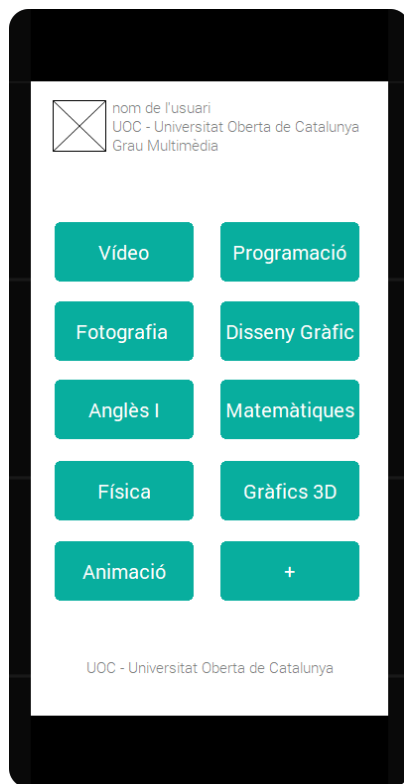 nom de l'usuari
UOC - Universitat Oberta de Catalunya
Grau Multimèdia
Vídeo
Programació
Fotografia
Disseny Gràfic
Anglès I
Matemàtiques
Física
Gràfics 3D
Animació
+
UOC - Universitat Oberta de Catalunya